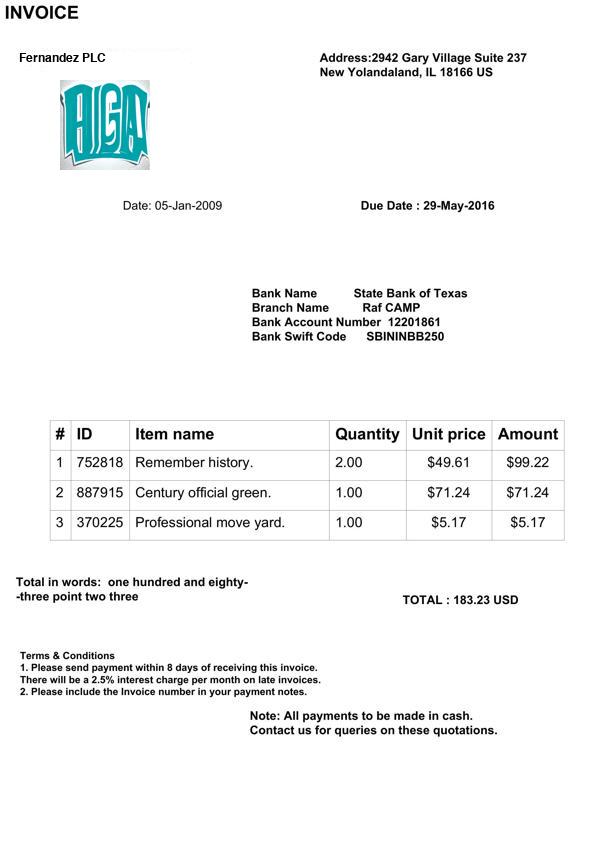 INVOICE
Fernandez PLC
Address:2942 Gary Village Suite 237
New Yolandaland, IL 18166 US
Date: 05-Jan-2009
Due Date : 29-May-2016
Bank Name State Bank of Texas
Branch Name Raf CAMP
Bank Account Number 12201861
Bank Swift Code SBININBB250
# ID Item name Quantity Unit price Amount
1 752818 Remember history. 2.00 $49.61 $99.22
2 887915 Century official green. 1.00 $71.24 $71.24
3 370225 Professional move yard. 1.00 $5.17 $5.17
Total in words: one hundred and eighty-
-three point two three
TOTAL : 183.23 USD
Terms & Conditions
1. Please send payment within 8 days of receiving this invoice.
There will be a 2.5% interest charge per month on late invoices.
2. Please include the Invoice number in your payment notes.
Note: All payments to be made in cash.
Contact us for queries on these quotations.